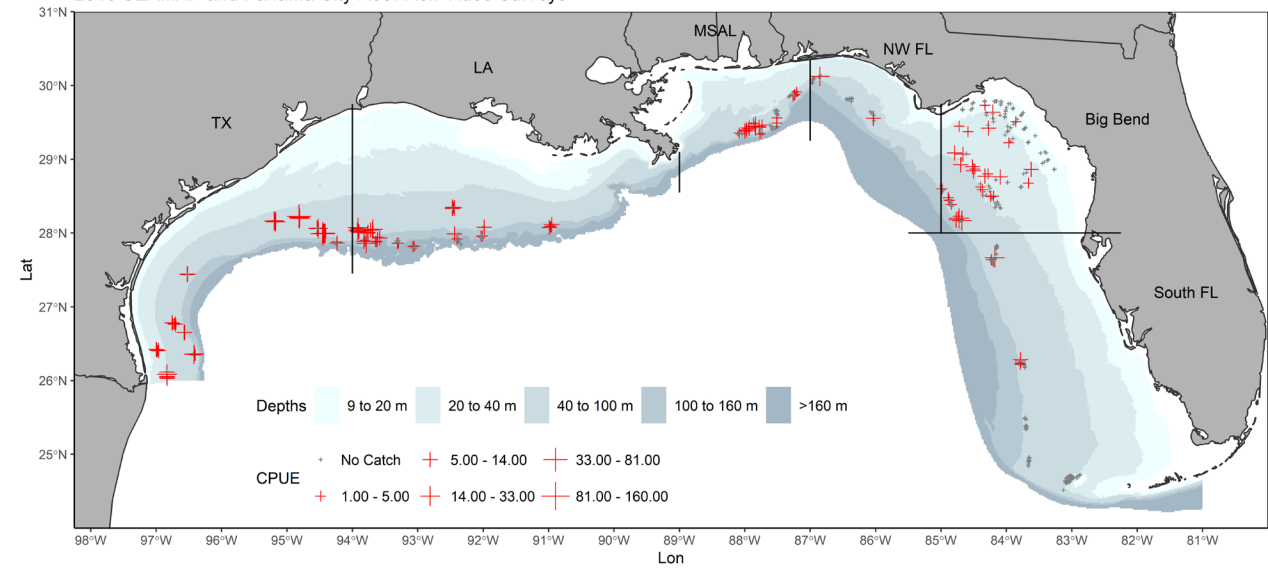 31°N
30°N
29°N
28°N
27°N
26°N
25°N
Lat
TX
LA
MSAL
NW FL
Big Bend
South FL
Depths 9 to 20 m 20 to 40 m 40 to 100 m 100 to 160 m >160 m
CPUE
No Catch 5.00 - 14.00 33.00 - 81.00
1.00 - 5.00 14.00 - 33.00 81.00 - 160.00
98°W 97°W 96°W 95°W 94°W 93°W 92°W 91°W 90°W 89°W 88°W 87°W 86°W 85°W 84°W 83°W 82°W 81°W
Lon